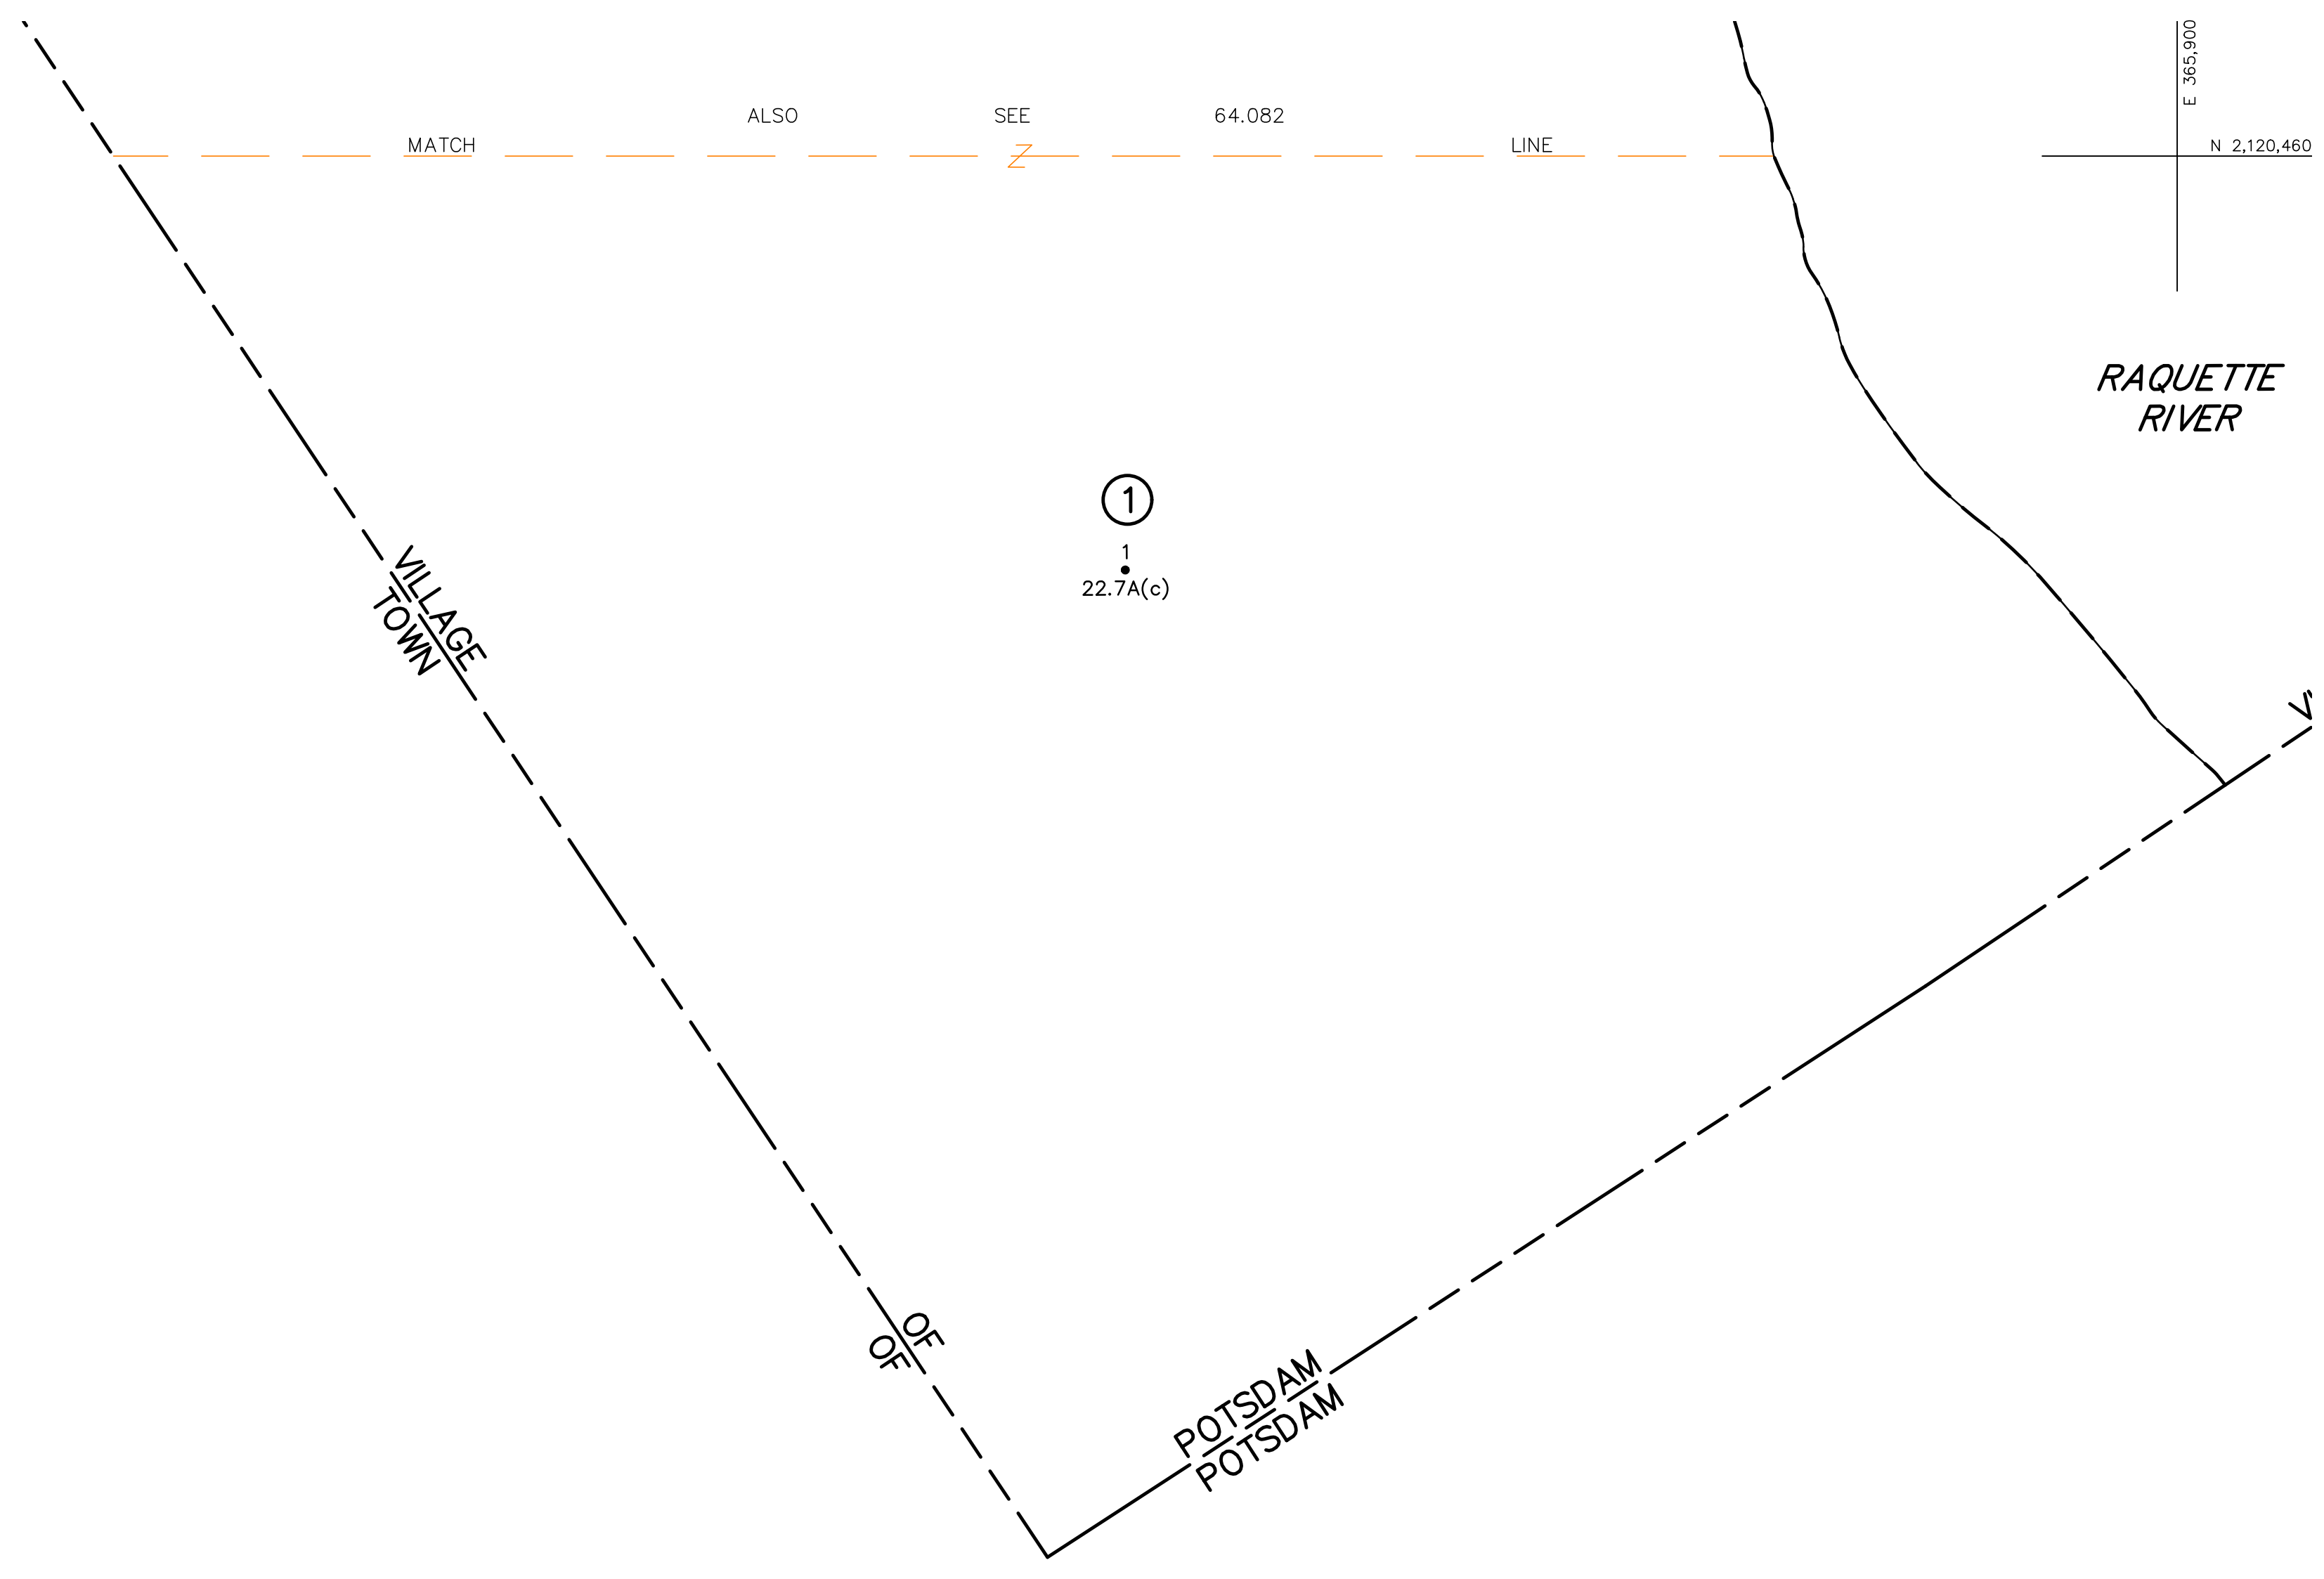 E 365,900
ALSO SEE 64.082
MATCH LINE
N 2,120,460
RAQUETTE
RIVER
1
1
22.7A(c)
VILLAGE OF POTSDAM
TOWN OF POTSDAM